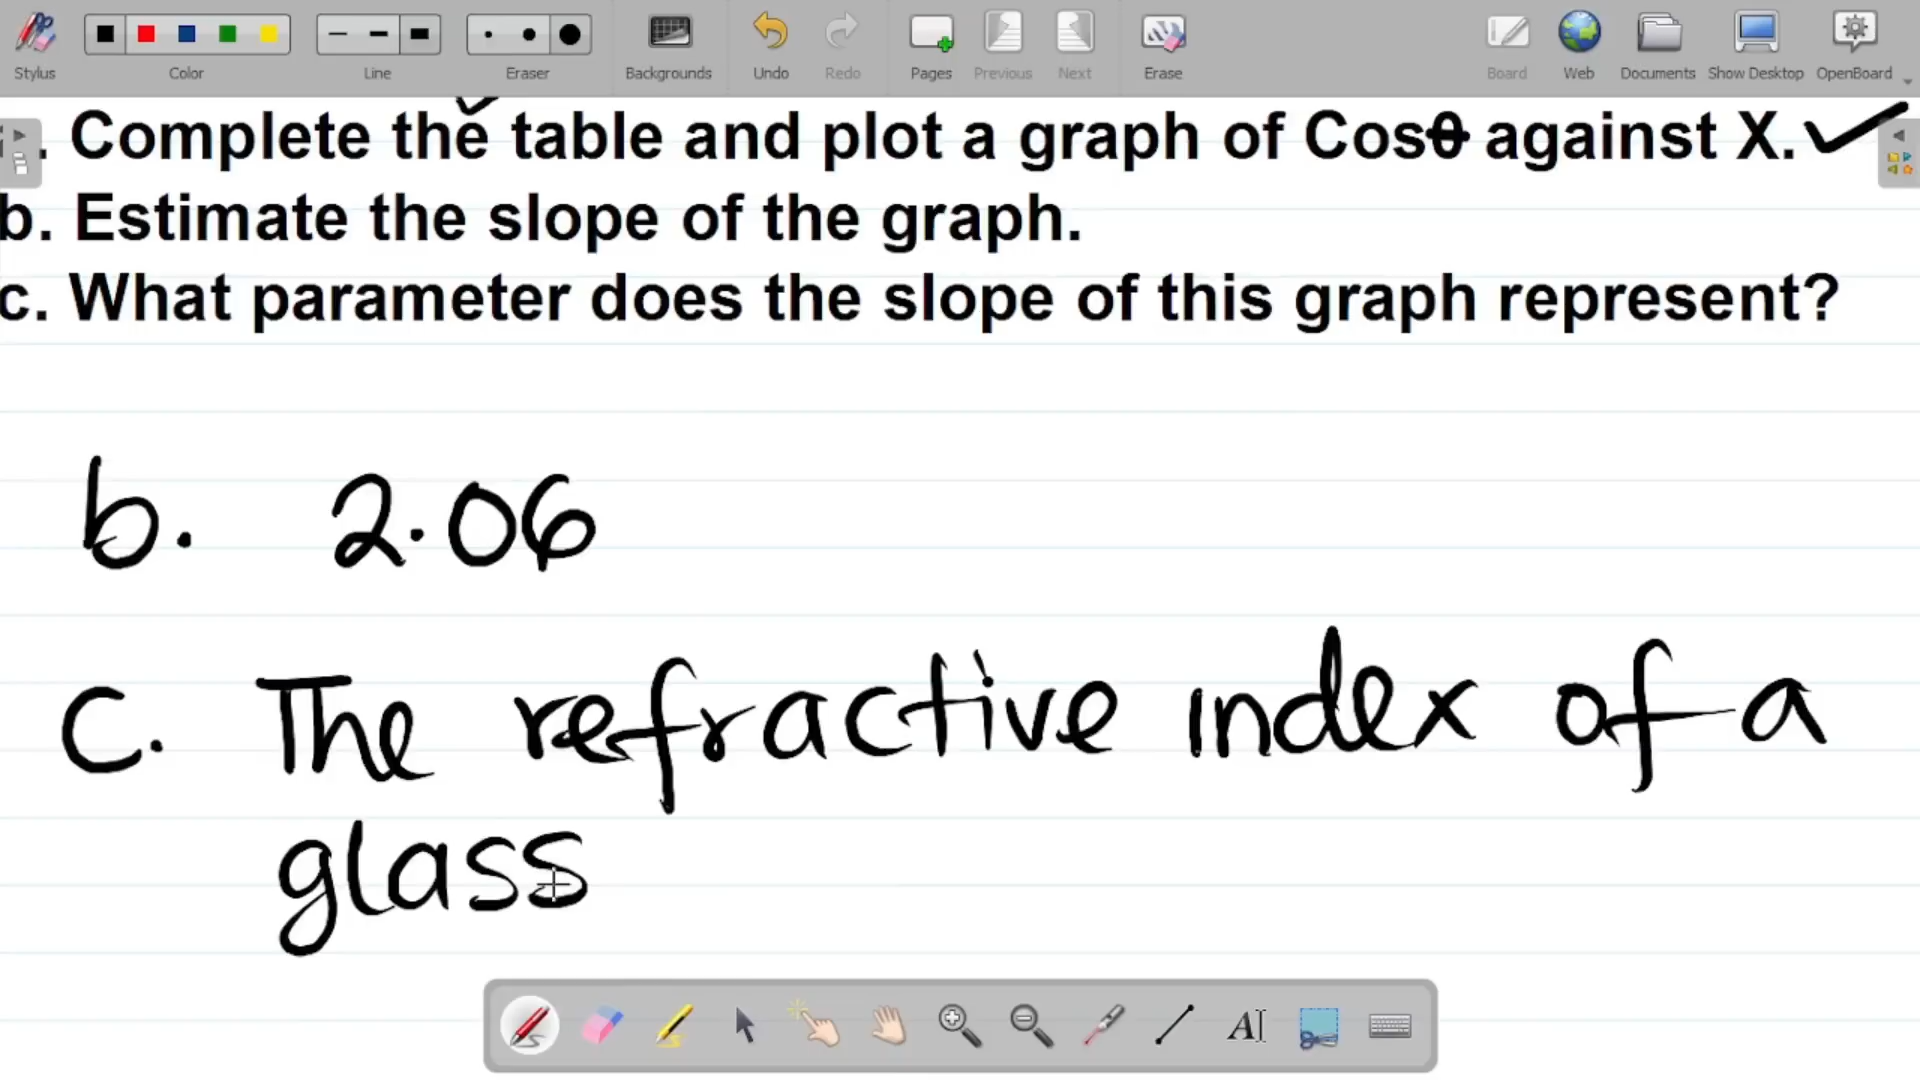 Stylus
Color
Line
Eraser
Backgrounds
Undo
Redo
Pages
Previous
Next
Erase
Board
Web
Documents
Show Desktop
OpenBoard
. Complete the table and plot a graph of Cosθ against X.
b. Estimate the slope of the graph.
c. What parameter does the slope of this graph represent?
b. 2.06
c. The refractive index of a
glass
AI